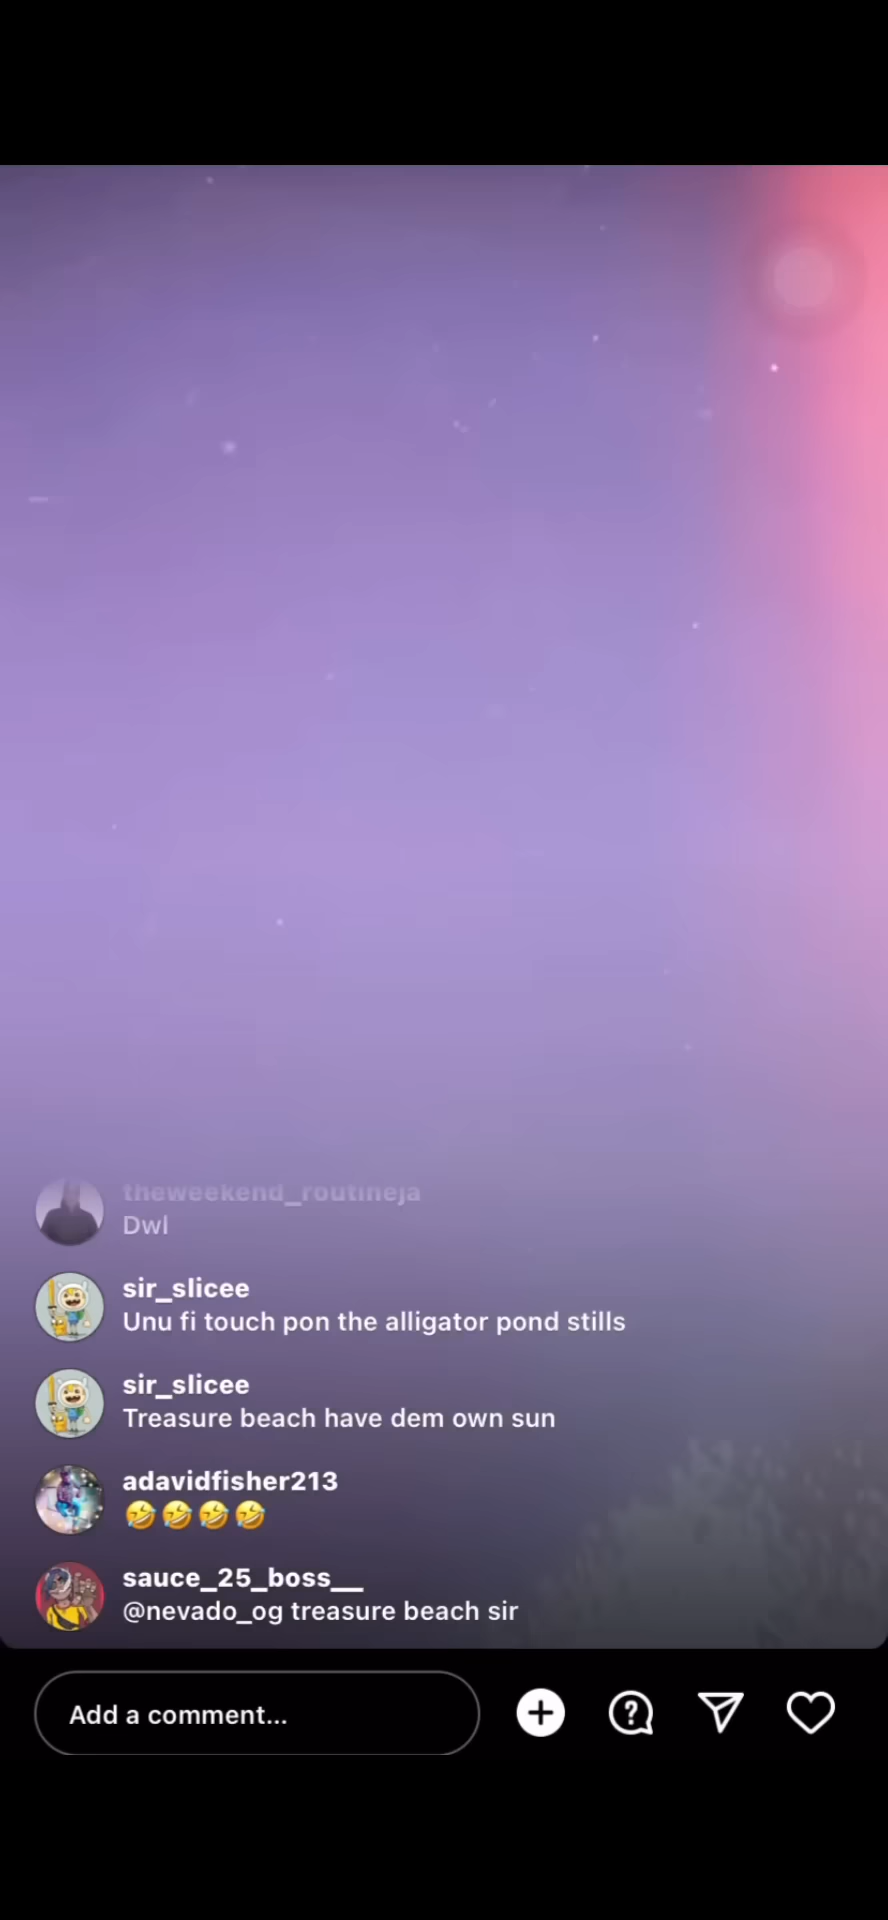 theweekend_routineja
Dwl
sir_slicee
Unu fi touch pon the alligator pond stills
sir_slicee
Treasure beach have dem own sun
adavidfisher213
🤣🤣🤣🤣
sauce_25_boss__
@nevado_og treasure beach sir
Add a comment...